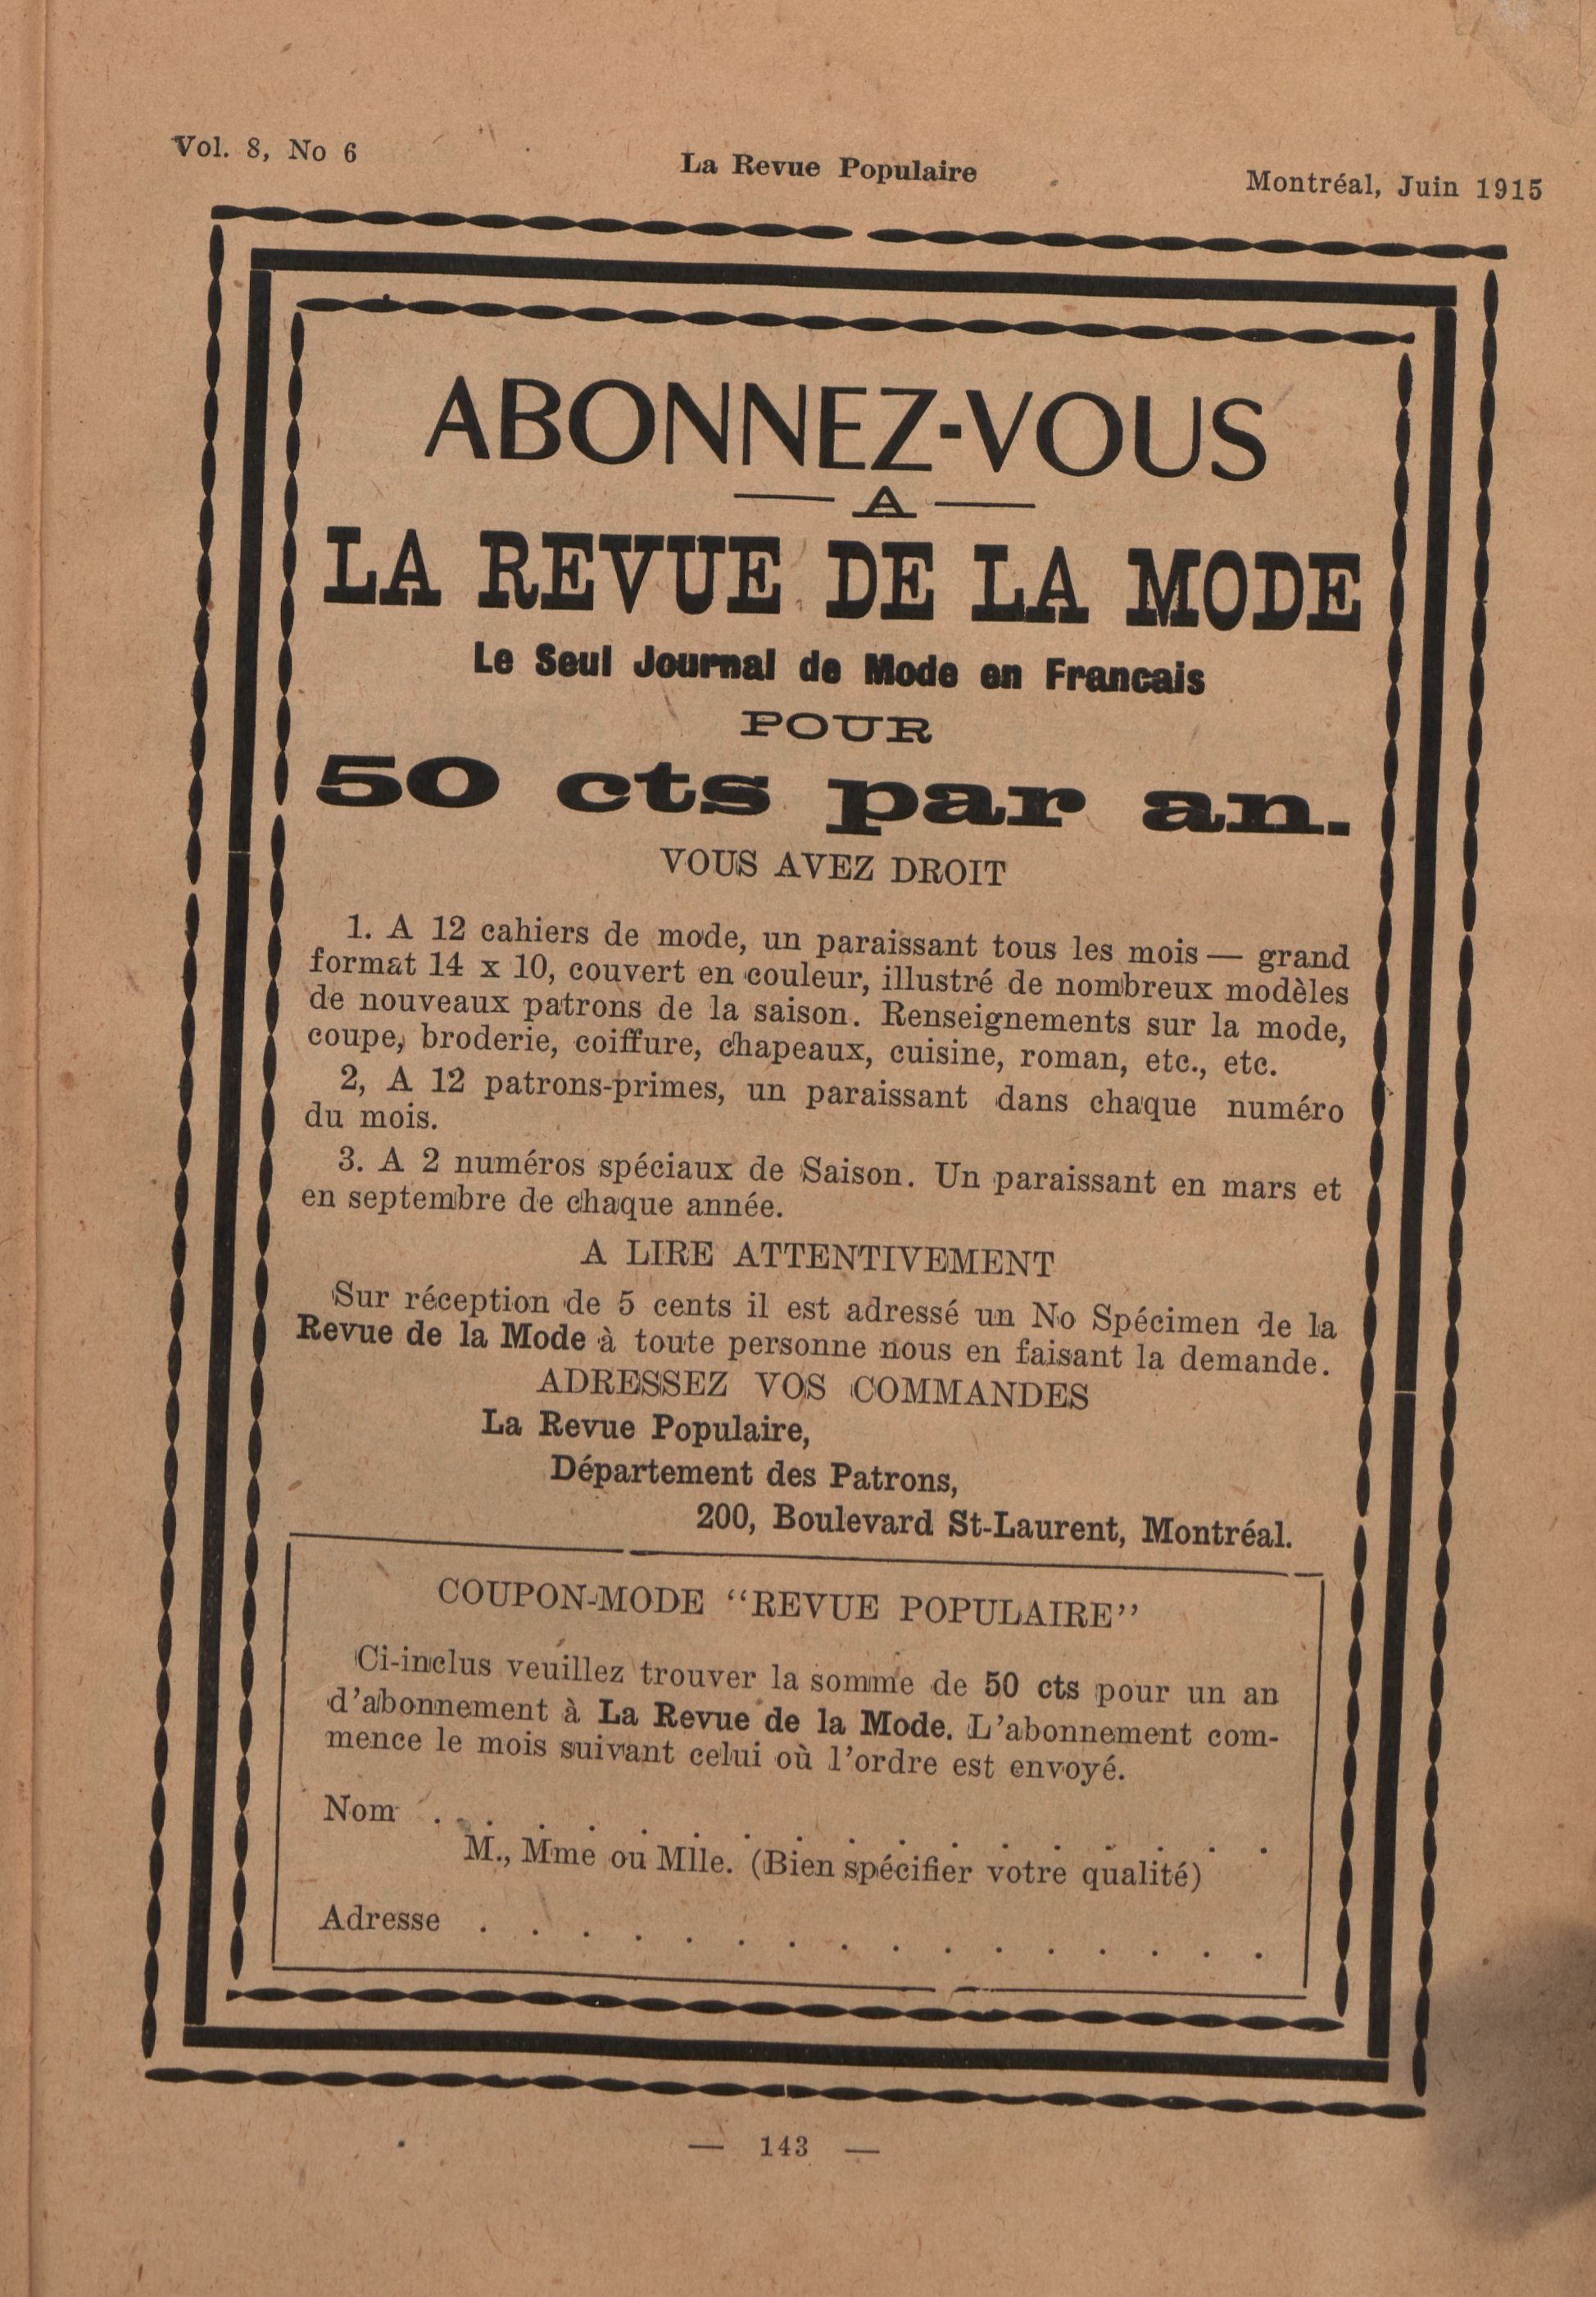 Vol. 8, No 6
La Revue Populaire
Montréal, Juin 1915
ABONNEZ-VOUS
A
LA REVUE DE LA MODE
Le Seul Journal de Mode en Francais
POUR
50 cts par an.
VOUS AVEZ DROIT
1. A 12 cahiers de mode, un paraissant tous les mois — grand
format 14 x 10, couvert en couleur, illustré de nombreux modèles
de nouveaux patrons de la saison. Renseignements sur la mode,
coupe, broderie, coiffure, chapeaux, cuisine, roman, etc., etc.
2, A 12 patrons-primes, un paraissant dans chaque numéro
du mois.
3. A 2 numéros spéciaux de Saison. Un paraissant en mars et
en septembre de chaque année.
A LIRE ATTENTIVEMENT
Sur réception de 5 cents il est adressé un No Spécimen de la
Revue de la Mode à toute personne nous en faisant la demande.
ADRESSEZ VOS COMMANDES
La Revue Populaire,
Département des Patrons,
200, Boulevard St-Laurent, Montréal.
COUPON-MODE "REVUE POPULAIRE"
Ci-inclus veuillez trouver la somme de 50 cts pour un an
d'abonnement à La Revue de la Mode. L'abonnement com-
mence le mois suivant celui où l'ordre est envoyé.
Nom . . . . . . . . . . . . . . . . .
M., Mme ou Mlle. (Bien spécifier votre qualité)
Adresse . . . . . . . . . . . . . . . .
— 143 —